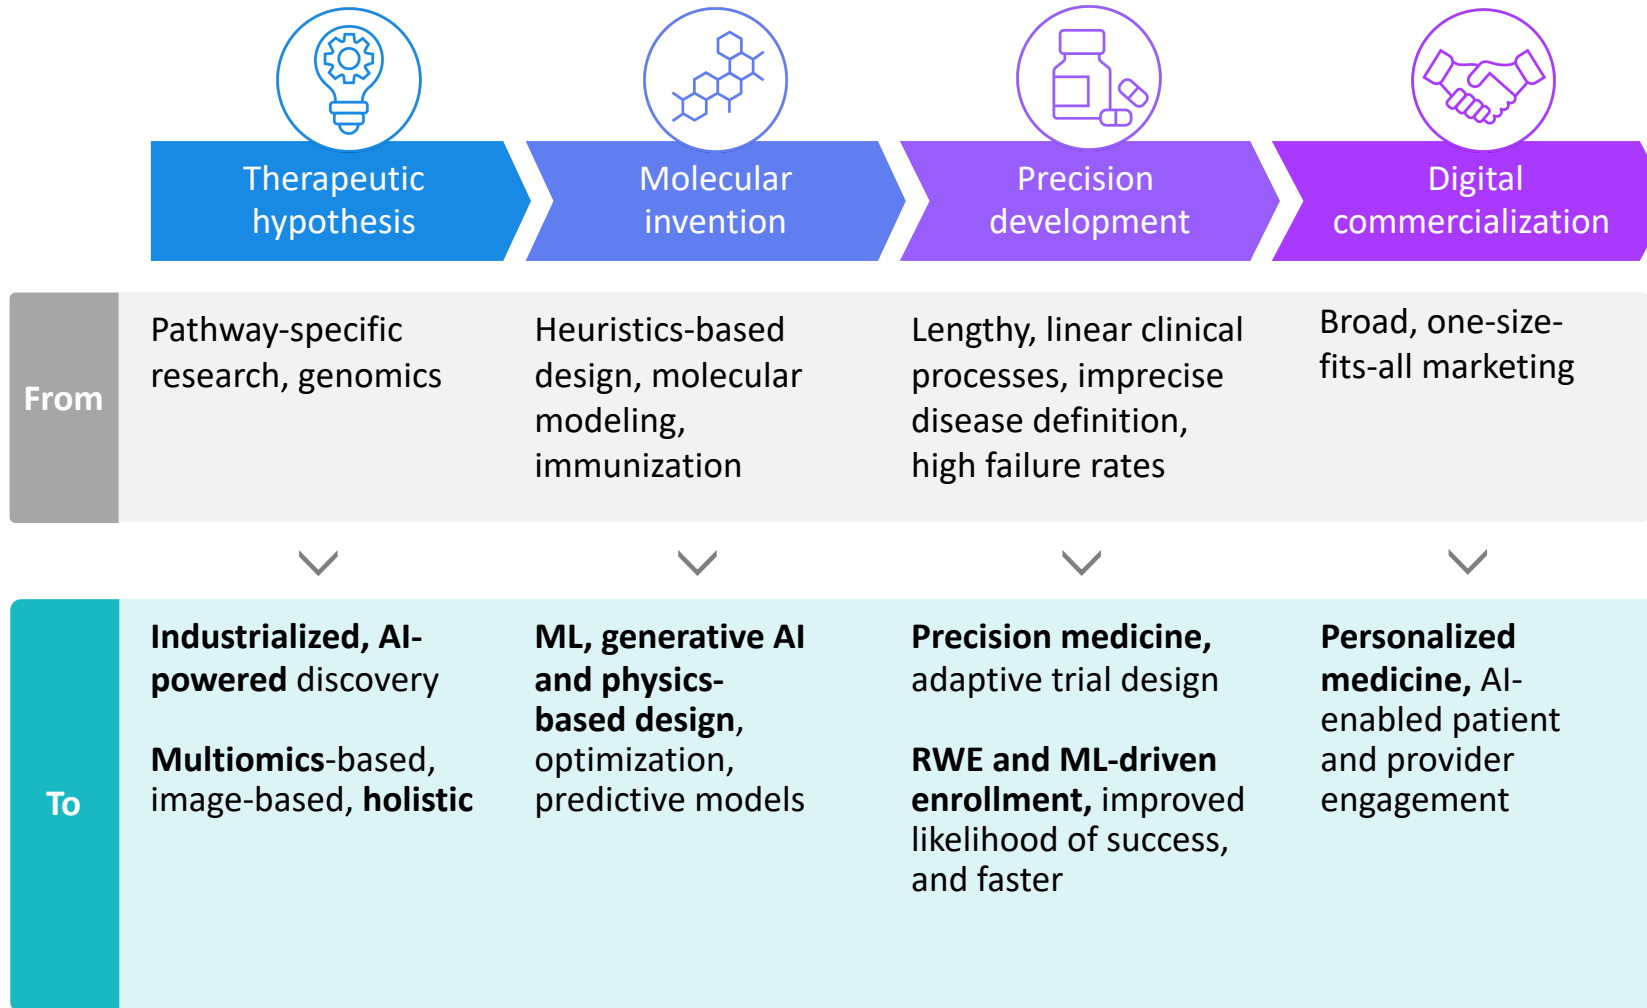 Therapeutic
hypothesis
Molecular
invention
Precision
development
Digital
commercialization
From
Pathway-specific
research, genomics
Heuristics-based
design, molecular
modeling,
immunization
Lengthy, linear clinical
processes, imprecise
disease definition,
high failure rates
Broad, one-size-
fits-all marketing
To
Industrialized, AI-
powered discovery
Multiomics-based,
image-based, holistic
ML, generative AI
and physics-
based design,
optimization,
predictive models
Precision medicine,
adaptive trial design
RWE and ML-driven
enrollment, improved
likelihood of success,
and faster
Personalized
medicine, AI-
enabled patient
and provider
engagement